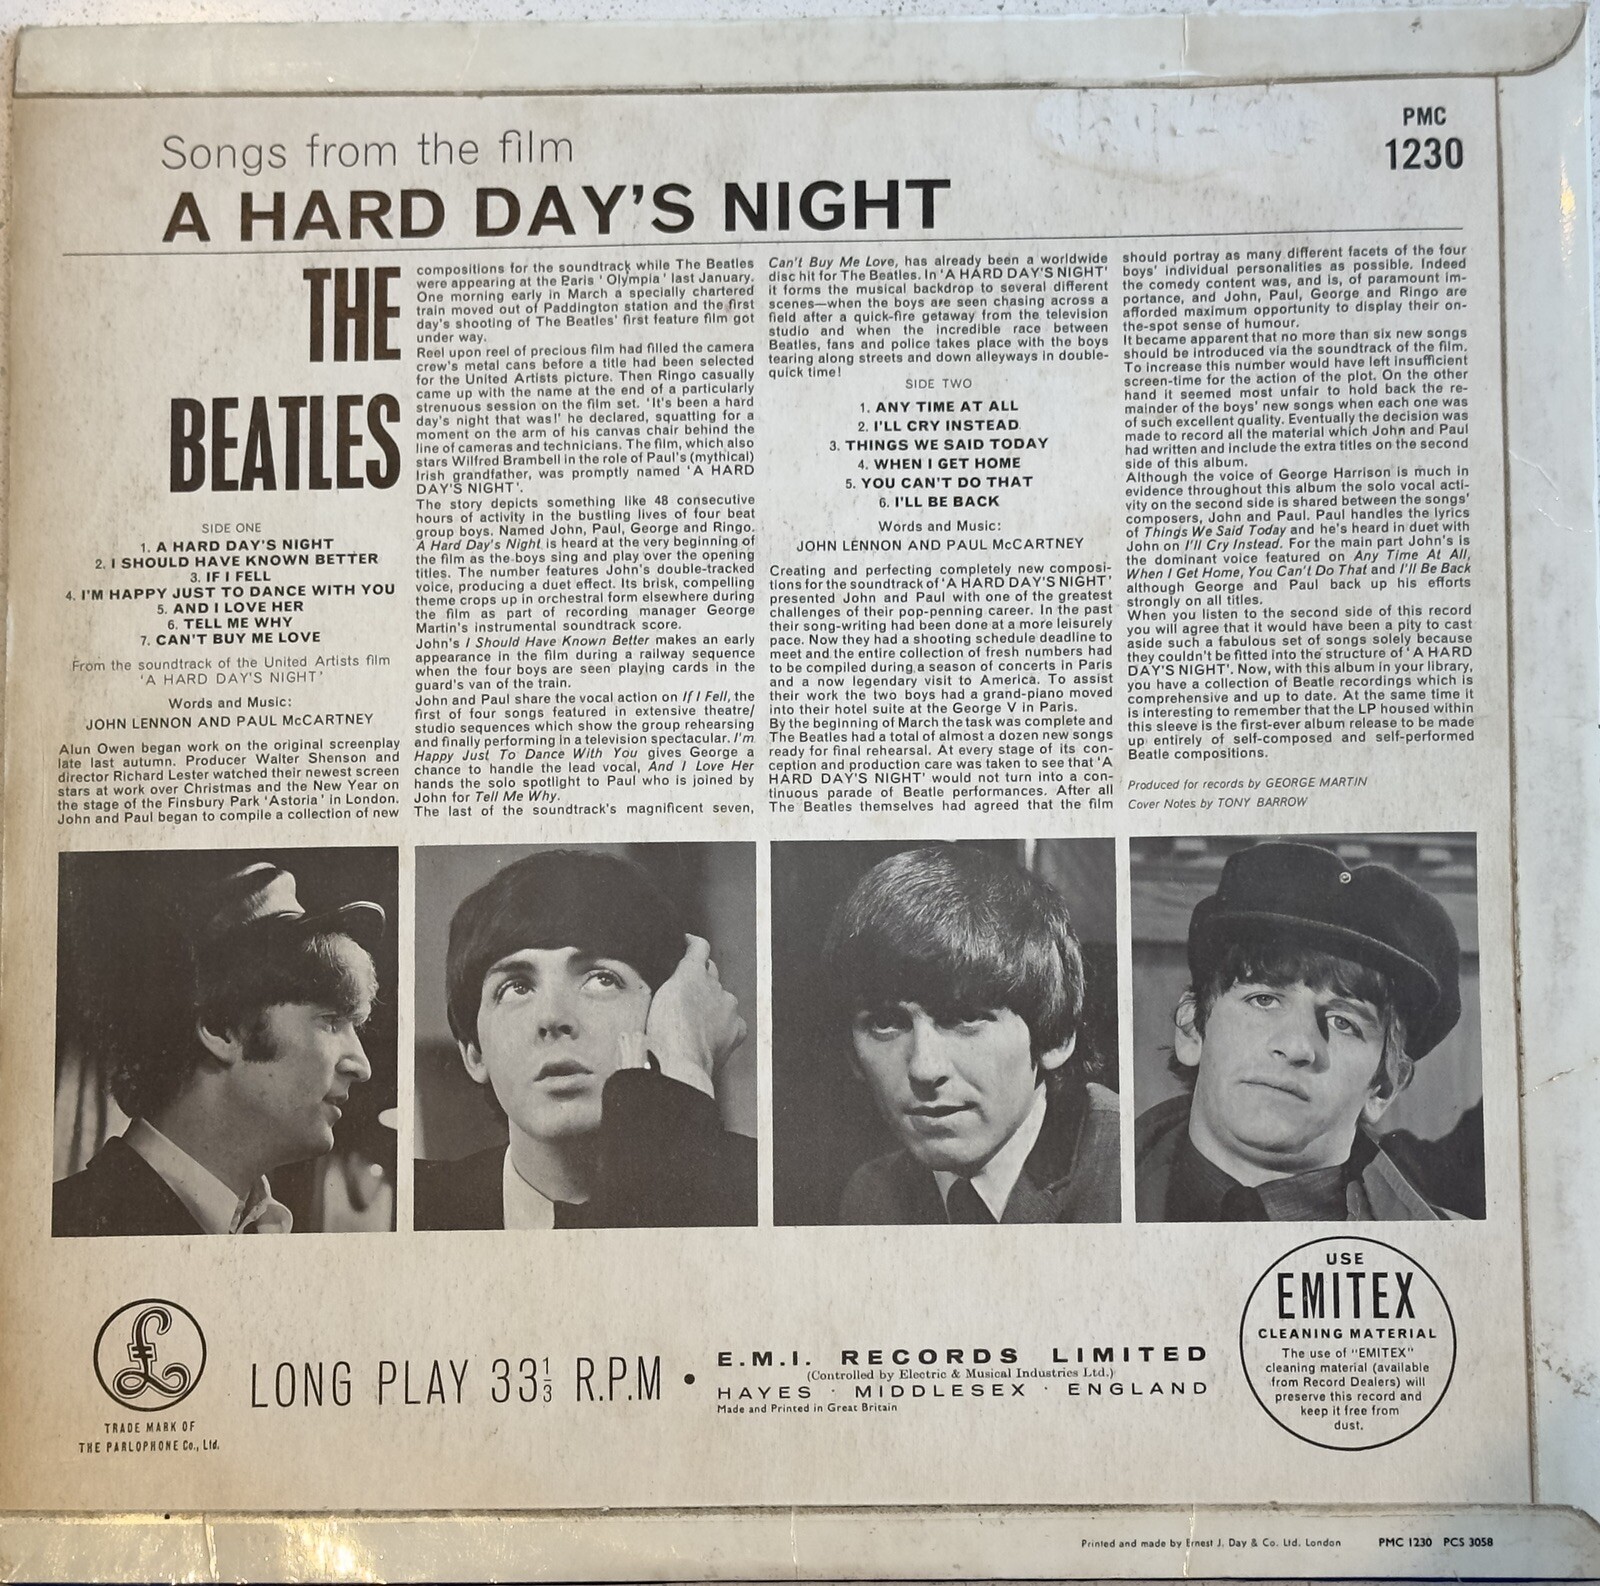 Songs from the film
A HARD DAY'S NIGHT
PMC
1230
THE
BEATLES
SIDE ONE
1. A HARD DAY'S NIGHT
2. I SHOULD HAVE KNOWN BETTER
3. IF I FELL
4. I'M HAPPY JUST TO DANCE WITH YOU
5. AND I LOVE HER
6. TELL ME WHY
7. CAN'T BUY ME LOVE
From the soundtrack of the United Artists film
'A HARD DAY'S NIGHT'
Words and Music:
JOHN LENNON AND PAUL McCARTNEY
Alun Owen began work on the original screenplay
late last autumn. Producer Walter Shenson and
director Richard Lester watched their newest screen
stars at work over Christmas and the New Year on
the stage of the Finsbury Park 'Astoria' in London.
John and Paul began to compile a collection of new
compositions for the soundtrack while The Beatles
were appearing at the Paris 'Olympia' last January.
One morning early in March a specially chartered
train moved out of Paddington station and the first
day's shooting of The Beatles' first feature film got
under way.
Reel upon reel of precious film had filled the camera
crew's metal cans before a title had been selected
for the United Artists picture. Then Ringo casually
came up with the name at the end of a particularly
strenuous session on the film set. 'It's been a hard
day's night that was!' he declared, squatting for a
moment on the arm of his canvas chair behind the
line of cameras and technicians. The film, which also
stars Wilfred Brambell in the role of Paul's (mythical)
Irish grandfather, was promptly named 'A HARD
DAY'S NIGHT'.
The story depicts something like 48 consecutive
hours of activity in the bustling lives of four beat
group boys. Named John, Paul, George and Ringo.
A Hard Day's Night is heard at the very beginning of
the film as the boys sing and play over the opening
titles. The number features John's double-tracked
voice, producing a duet effect. Its brisk, compelling
theme crops up in orchestral form elsewhere during
the film as part of recording manager George
Martin's instrumental soundtrack score.
John's I Should Have Known Better makes an early
appearance in the film during a railway sequence
when the four boys are seen playing cards in the
guard's van of the train.
John and Paul share the vocal action on If I Fell, the
first of four songs featured in extensive theatre/
studio sequences which show the group rehearsing
and finally performing in a television spectacular. I'm
Happy Just To Dance With You gives George a
chance to handle the lead vocal, And I Love Her
hands the solo spotlight to Paul who is joined by
John for Tell Me Why.
The last of the soundtrack's magnificent seven,
Can't Buy Me Love, has already been a worldwide
disc hit for The Beatles. In 'A HARD DAY'S NIGHT'
it forms the musical backdrop to several different
scenes—when the boys are seen chasing across a
field after a quick-fire getaway from the television
studio and when the incredible race between
Beatles, fans and police takes place with the boys
tearing along streets and down alleyways in double-
quick time!
SIDE TWO
1. ANY TIME AT ALL
2. I'LL CRY INSTEAD
3. THINGS WE SAID TODAY
4. WHEN I GET HOME
5. YOU CAN'T DO THAT
6. I'LL BE BACK
Words and Music:
JOHN LENNON AND PAUL McCARTNEY
Creating and perfecting completely new composi-
tions for the soundtrack of 'A HARD DAY'S NIGHT'
presented John and Paul with one of the greatest
challenges of their pop-penning career. In the past
their song-writing had been done at a more leisurely
pace. Now they had a shooting schedule deadline to
meet and the entire collection of fresh numbers had
to be compiled during a season of concerts in Paris
and a now legendary visit to America. To assist
their work the two boys had a grand-piano moved
into their hotel suite at the George V in Paris.
By the beginning of March the task was complete and
The Beatles had a total of almost a dozen new songs
ready for final rehearsal. At every stage of its con-
ception and production care was taken to see that 'A
HARD DAY'S NIGHT' would not turn into a con-
tinuous parade of Beatle performances. After all
The Beatles themselves had agreed that the film
should portray as many different facets of the four
boys' individual personalities as possible. Indeed
the comedy content was, and is, of paramount im-
portance, and John, Paul, George and Ringo are
afforded maximum opportunity to display their on-
the-spot sense of humour.
It became apparent that no more than six new songs
should be introduced via the soundtrack of the film.
To increase this number would have left insufficient
screen-time for the action of the plot. On the other
hand it seemed most unfair to hold back the re-
mainder of the boys' new songs when each one was
of such excellent quality. Eventually the decision was
made to record all the material which John and Paul
had written and include the extra titles on the second
side of this album.
Although the voice of George Harrison is much in
evidence throughout this album the solo vocal acti-
vity on the second side is shared between the songs'
composers, John and Paul. Paul handles the lyrics
of Things We Said Today and he's heard in duet with
John on I'll Cry Instead. For the main part John's is
the dominant voice featured on Any Time At All,
When I Get Home, You Can't Do That and I'll Be Back
although George and Paul back up his efforts
strongly on all titles.
When you listen to the second side of this record
you will agree that it would have been a pity to cast
aside such a fabulous set of songs solely because
they couldn't be fitted into the structure of 'A HARD
DAY'S NIGHT'. Now, with this album in your library,
you have a collection of Beatle recordings which is
comprehensive and up to date. At the same time it
is interesting to remember that the LP housed within
this sleeve is the first-ever album release to be made
up entirely of self-composed and self-performed
Beatle compositions.
Produced for records by GEORGE MARTIN
Cover Notes by TONY BARROW
£
TRADE MARK OF
THE PARLOPHONE Co., Ltd.
LONG PLAY 33⅓ R.P.M •
E.M.I. RECORDS LIMITED
(Controlled by Electric & Musical Industries Ltd.)
HAYES · MIDDLESEX · ENGLAND
Made and Printed in Great Britain
USE
EMITEX
CLEANING MATERIAL
The use of "EMITEX"
cleaning material (available
from Record Dealers) will
preserve this record and
keep it free from
dust.
Printed and made by Ernest J. Day & Co. Ltd. London PMC 1230 PCS 3058